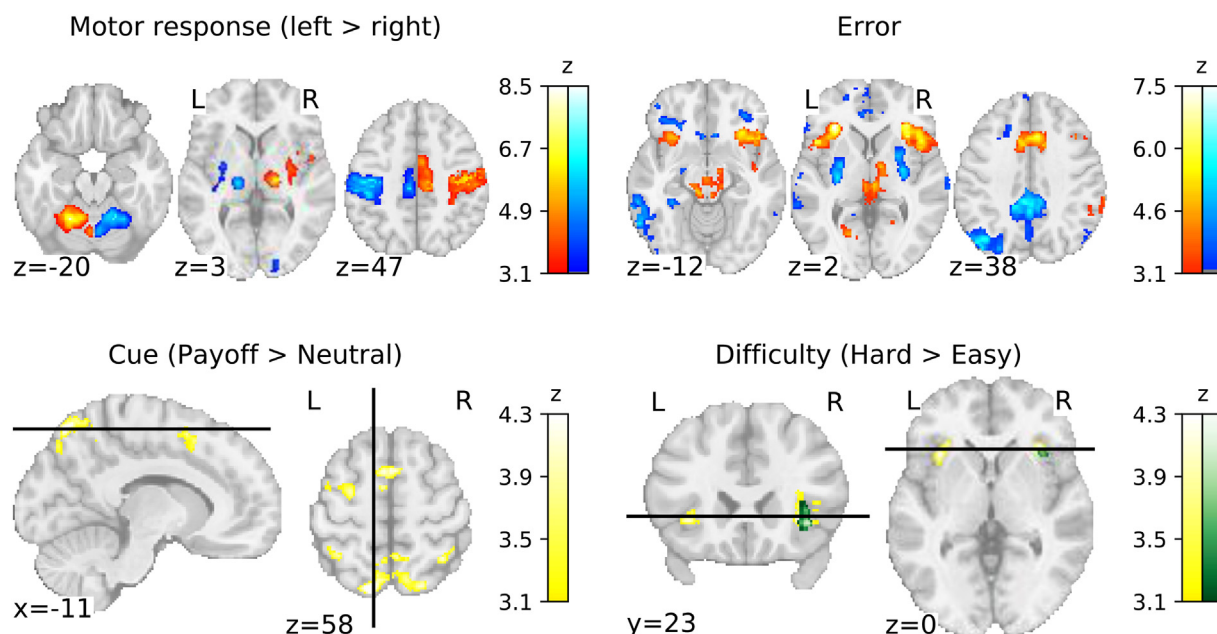 Motor response (left > right)
Error
L R
z
8.5
6.7
4.9
3.1
z=-20
z=3
z=47
L R
z
7.5
6.0
4.6
3.1
z=-12
z=2
z=38
Cue (Payoff > Neutral)
Difficulty (Hard > Easy)
L R
z
4.3
3.9
3.5
3.1
x=-11
z=58
L R
L R
z
4.3
3.9
3.5
3.1
y=23
z=0